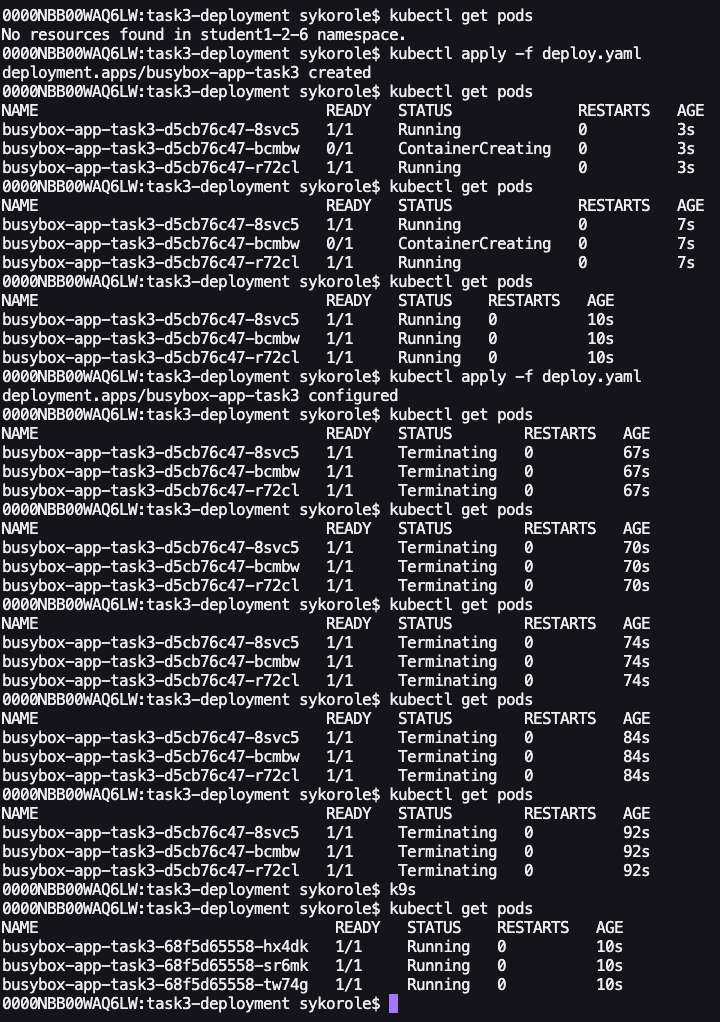 0000NBB00WAQ6LW:task3-deployment sykorole$ kubectl get pods
No resources found in student1-2-6 namespace.
0000NBB00WAQ6LW:task3-deployment sykorole$ kubectl apply -f deploy.yaml
deployment.apps/busybox-app-task3 created
0000NBB00WAQ6LW:task3-deployment sykorole$ kubectl get pods
NAME                                READY   STATUS              RESTARTS   AGE
busybox-app-task3-d5cb76c47-8svc5   1/1     Running             0          3s
busybox-app-task3-d5cb76c47-bcmbw   0/1     ContainerCreating   0          3s
busybox-app-task3-d5cb76c47-r72cl   1/1     Running             0          3s
0000NBB00WAQ6LW:task3-deployment sykorole$ kubectl get pods
NAME                                READY   STATUS              RESTARTS   AGE
busybox-app-task3-d5cb76c47-8svc5   1/1     Running             0          7s
busybox-app-task3-d5cb76c47-bcmbw   0/1     ContainerCreating   0          7s
busybox-app-task3-d5cb76c47-r72cl   1/1     Running             0          7s
0000NBB00WAQ6LW:task3-deployment sykorole$ kubectl get pods
NAME                                READY   STATUS    RESTARTS   AGE
busybox-app-task3-d5cb76c47-8svc5   1/1     Running   0          10s
busybox-app-task3-d5cb76c47-bcmbw   1/1     Running   0          10s
busybox-app-task3-d5cb76c47-r72cl   1/1     Running   0          10s
0000NBB00WAQ6LW:task3-deployment sykorole$ kubectl apply -f deploy.yaml
deployment.apps/busybox-app-task3 configured
0000NBB00WAQ6LW:task3-deployment sykorole$ kubectl get pods
NAME                                READY   STATUS        RESTARTS   AGE
busybox-app-task3-d5cb76c47-8svc5   1/1     Terminating   0          67s
busybox-app-task3-d5cb76c47-bcmbw   1/1     Terminating   0          67s
busybox-app-task3-d5cb76c47-r72cl   1/1     Terminating   0          67s
0000NBB00WAQ6LW:task3-deployment sykorole$ kubectl get pods
NAME                                READY   STATUS        RESTARTS   AGE
busybox-app-task3-d5cb76c47-8svc5   1/1     Terminating   0          70s
busybox-app-task3-d5cb76c47-bcmbw   1/1     Terminating   0          70s
busybox-app-task3-d5cb76c47-r72cl   1/1     Terminating   0          70s
0000NBB00WAQ6LW:task3-deployment sykorole$ kubectl get pods
NAME                                READY   STATUS        RESTARTS   AGE
busybox-app-task3-d5cb76c47-8svc5   1/1     Terminating   0          74s
busybox-app-task3-d5cb76c47-bcmbw   1/1     Terminating   0          74s
busybox-app-task3-d5cb76c47-r72cl   1/1     Terminating   0          74s
0000NBB00WAQ6LW:task3-deployment sykorole$ kubectl get pods
NAME                                READY   STATUS        RESTARTS   AGE
busybox-app-task3-d5cb76c47-8svc5   1/1     Terminating   0          84s
busybox-app-task3-d5cb76c47-bcmbw   1/1     Terminating   0          84s
busybox-app-task3-d5cb76c47-r72cl   1/1     Terminating   0          84s
0000NBB00WAQ6LW:task3-deployment sykorole$ kubectl get pods
NAME                                READY   STATUS        RESTARTS   AGE
busybox-app-task3-d5cb76c47-8svc5   1/1     Terminating   0          92s
busybox-app-task3-d5cb76c47-bcmbw   1/1     Terminating   0          92s
busybox-app-task3-d5cb76c47-r72cl   1/1     Terminating   0          92s
0000NBB00WAQ6LW:task3-deployment sykorole$ k9s
0000NBB00WAQ6LW:task3-deployment sykorole$ kubectl get pods
NAME                                 READY   STATUS    RESTARTS   AGE
busybox-app-task3-68f5d65558-hx4dk   1/1     Running   0          10s
busybox-app-task3-68f5d65558-sr6mk   1/1     Running   0          10s
busybox-app-task3-68f5d65558-tw74g   1/1     Running   0          10s
0000NBB00WAQ6LW:task3-deployment sykorole$